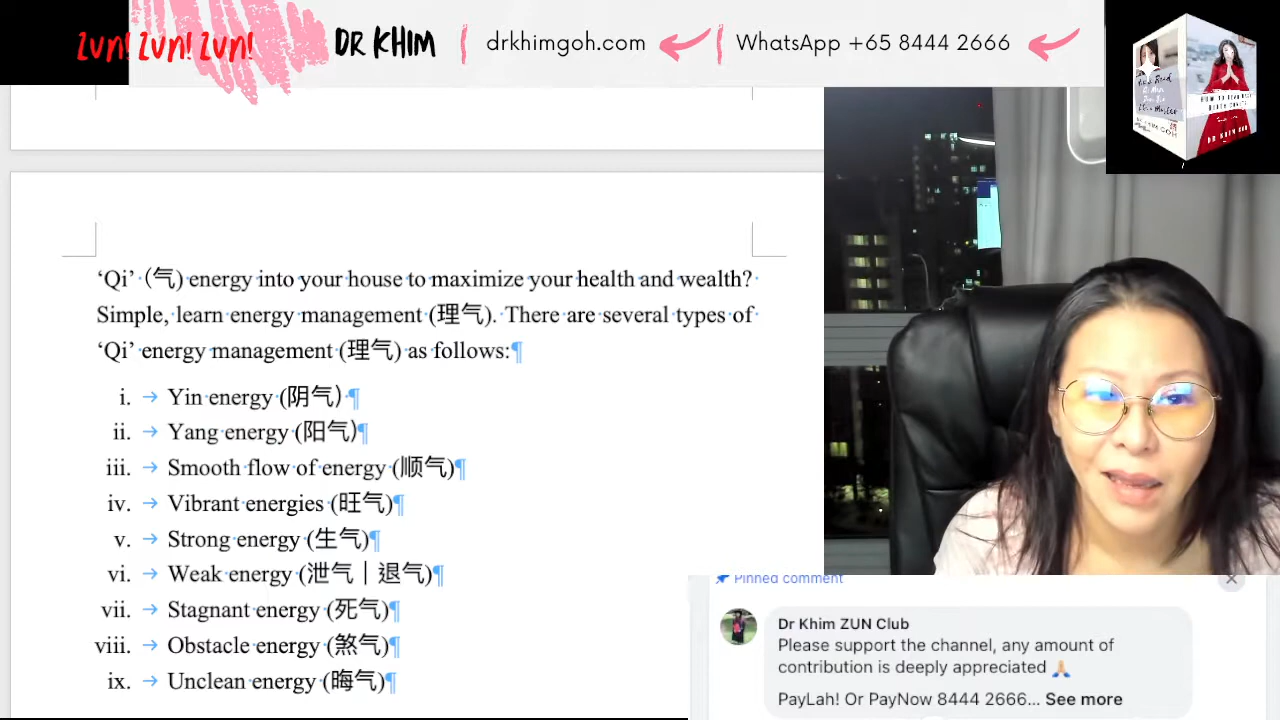 zun! zun! zun!
DR KHIM
drkhimgoh.com
WhatsApp +65 8444 2666
DR KHIM GOH
‘Qi’ (气) energy into your house to maximize your health and wealth?
Simple, learn energy management (理气). There are several types of
‘Qi’ energy management (理气) as follows:
i. → Yin energy (阴气)
ii. → Yang energy (阳气)
iii. → Smooth flow of energy (顺气)
iv. → Vibrant energies (旺气)
v. → Strong energy (生气)
vi. → Weak energy (泄气｜退气)
vii. → Stagnant energy (死气)
viii. → Obstacle energy (煞气)
ix. → Unclean energy (晦气)
Pinned comment
Dr Khim ZUN Club
Please support the channel, any amount of
contribution is deeply appreciated 🙏🏼
PayLah! Or PayNow 8444 2666... See more